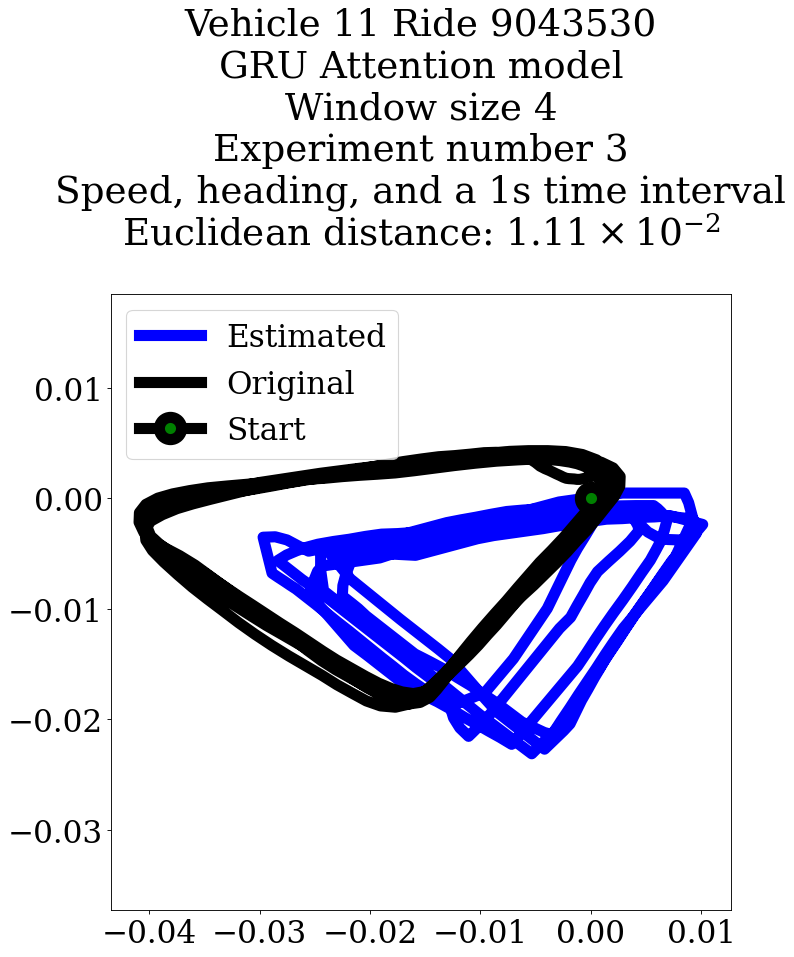 Vehicle 11 Ride 9043530
GRU Attention model
Window size 4
Experiment number 3
Speed, heading, and a 1s time interval
Euclidean distance: 1.11 × 10⁻²
Estimated
Original
Start
0.01
0.00
−0.01
−0.02
−0.03
−0.04 −0.03 −0.02 −0.01 0.00 0.01